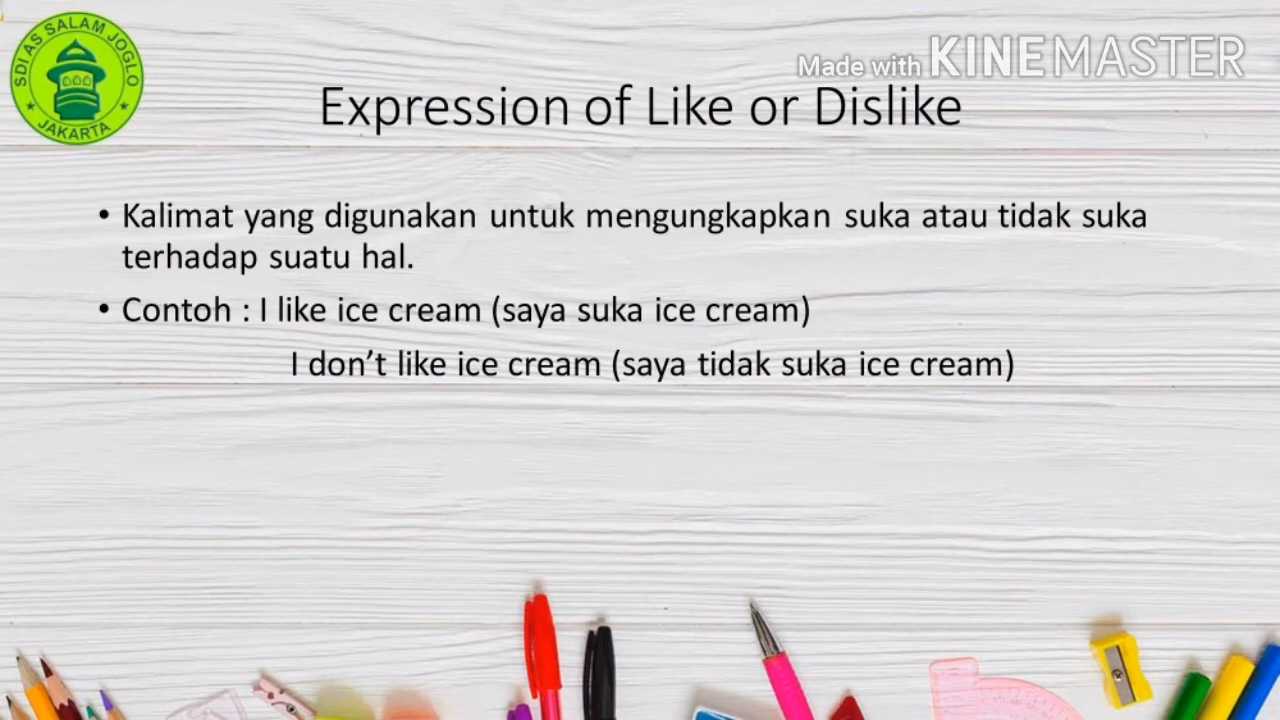 SDI AS SALAM JOGLO
JAKARTA
Made with KINEMASTER
Expression of Like or Dislike
• Kalimat yang digunakan untuk mengungkapkan suka atau tidak suka
terhadap suatu hal.
• Contoh : I like ice cream (saya suka ice cream)
I don’t like ice cream (saya tidak suka ice cream)